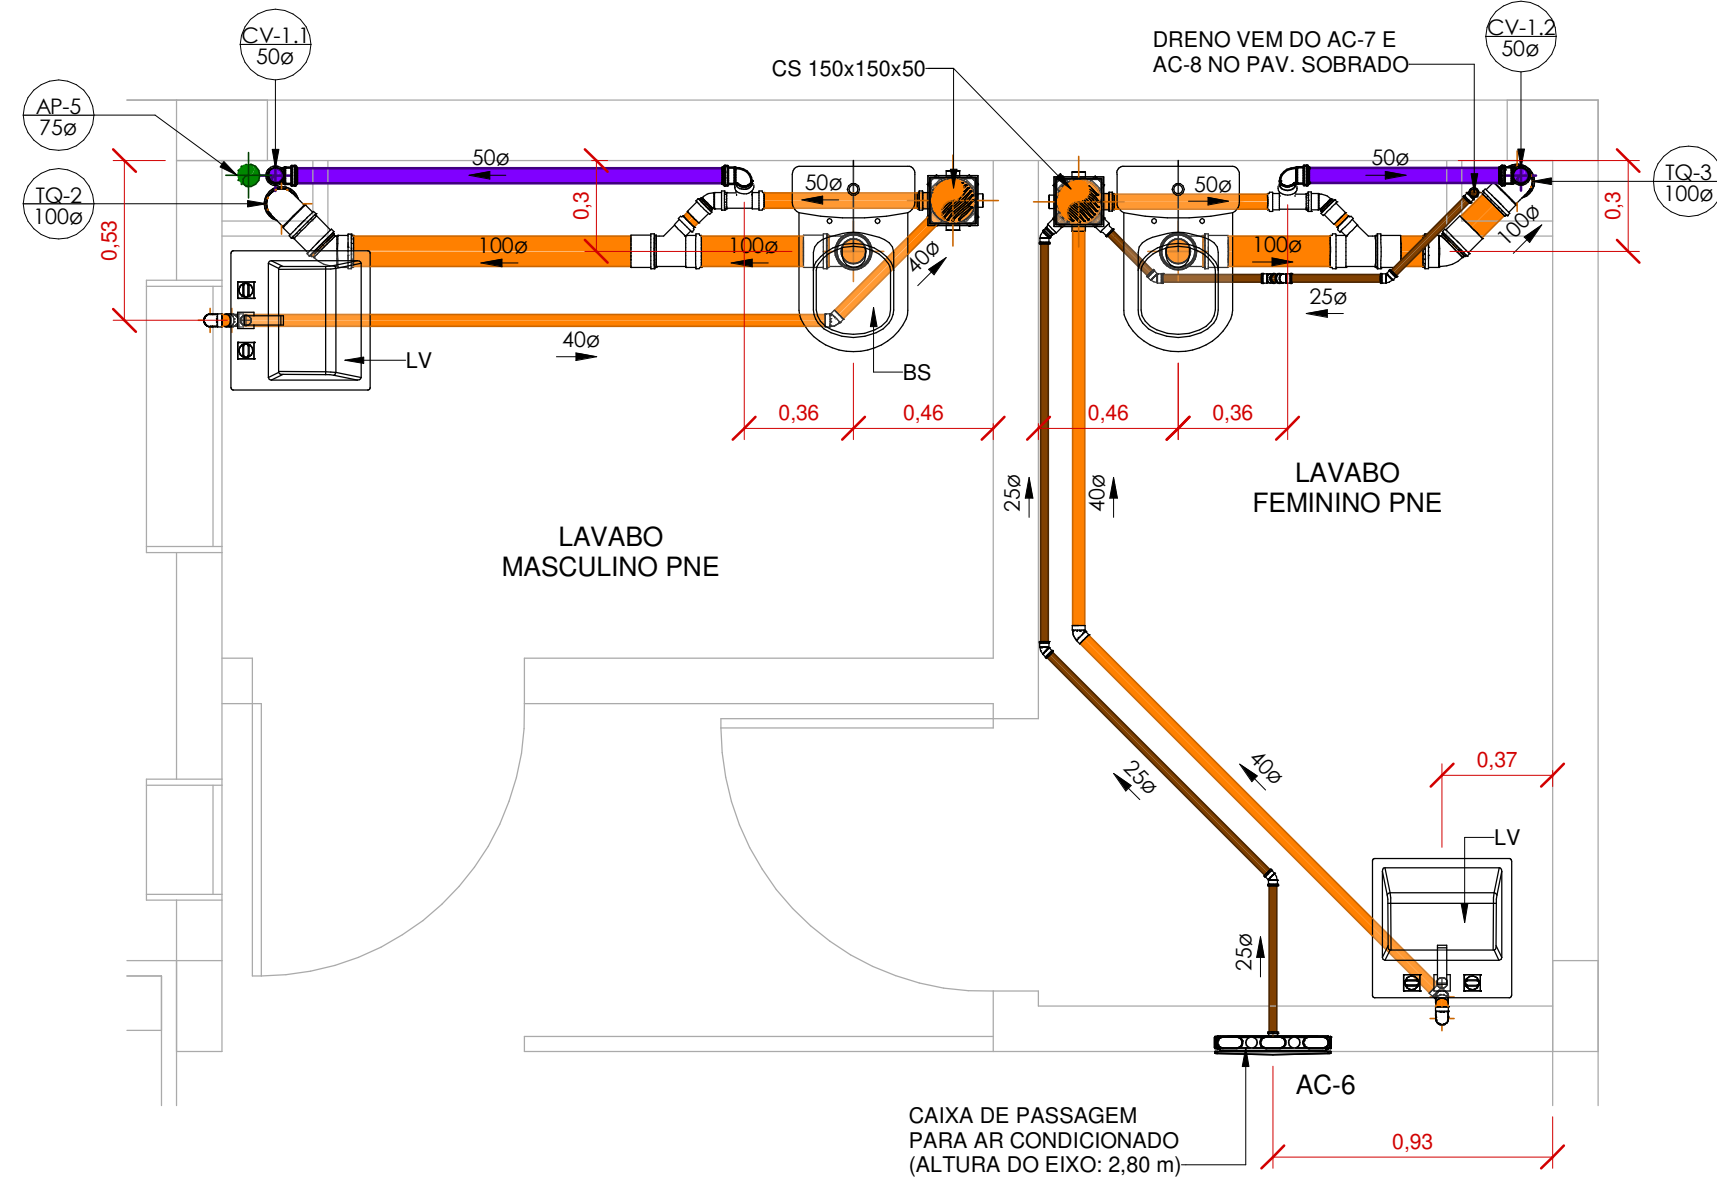 CV-1.1
50ø
AP-5
75ø
TQ-2
100ø
CS 150x150x50
DRENO VEM DO AC-7 E
AC-8 NO PAV. SOBRADO
CV-1.2
50ø
TQ-3
100ø
50ø
50ø
50ø
50ø
0,3
0,3
0,53
100ø
100ø
40ø
100ø
100ø
25ø
40ø
LV
BS
0,36
0,46
0,46
0,36
LAVABO
MASCULINO PNE
LAVABO
FEMININO PNE
25ø
40ø
25ø
40ø
0,37
LV
25ø
AC-6
CAIXA DE PASSAGEM
PARA AR CONDICIONADO
(ALTURA DO EIXO: 2,80 m)
0,93